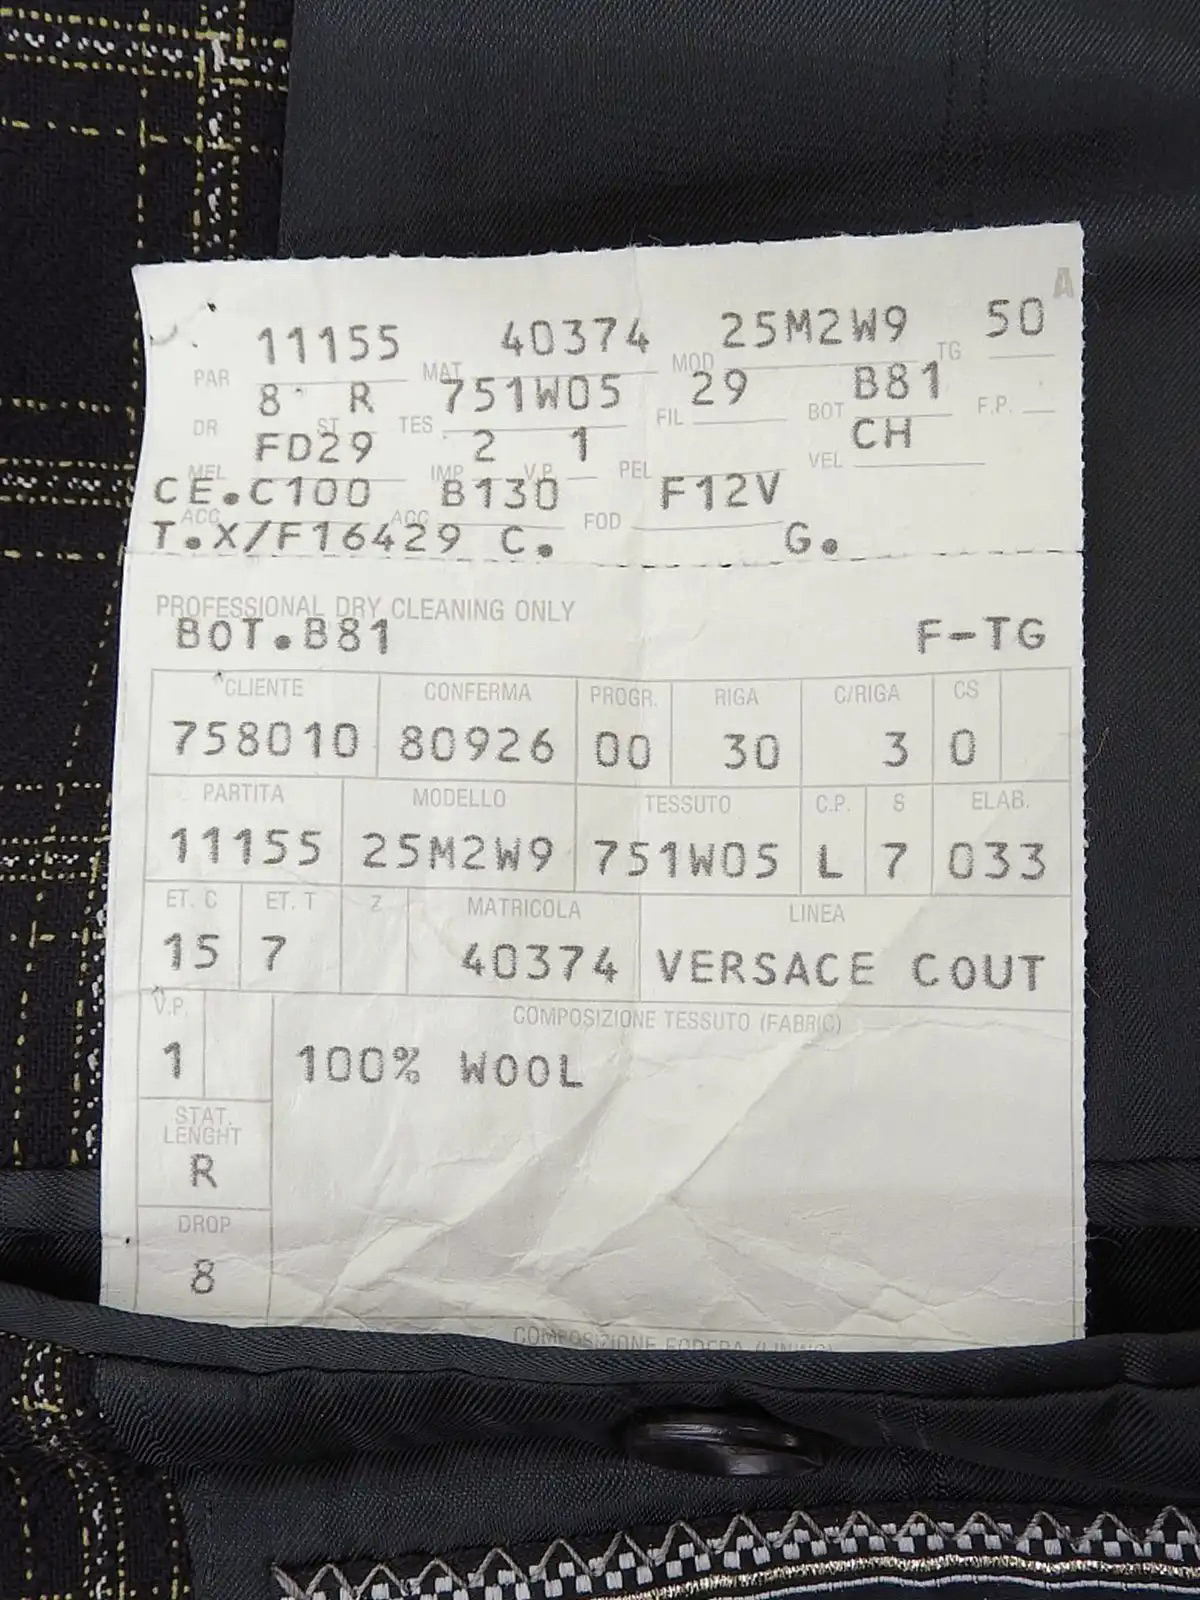 A
11155 40374 25M2W9 50
PAR MAT MOD TG
8 R 751W05 29 B81
DR ST TES FIL BOT F.P.
FD29 2 1 CH
MEL IMP V.P. PEL VEL
CE.C100 B130 F12V
ACC ACC FOD
T.X/F16429 C. G.
PROFESSIONAL DRY CLEANING ONLY
BOT.B81 F-TG
CLIENTE CONFERMA PROGR. RIGA C/RIGA CS
758010 80926 00 30 3 0
PARTITA MODELLO TESSUTO C.P. S ELAB.
11155 25M2W9 751W05 L 7 033
ET. C ET. T Z MATRICOLA LINEA
15 7 40374 VERSACE COUT
V.P. COMPOSIZIONE TESSUTO (FABRIC)
1 100% WOOL
STAT.
LENGHT
R
DROP
8
COMPOSIZIONE FODERA (LINING)